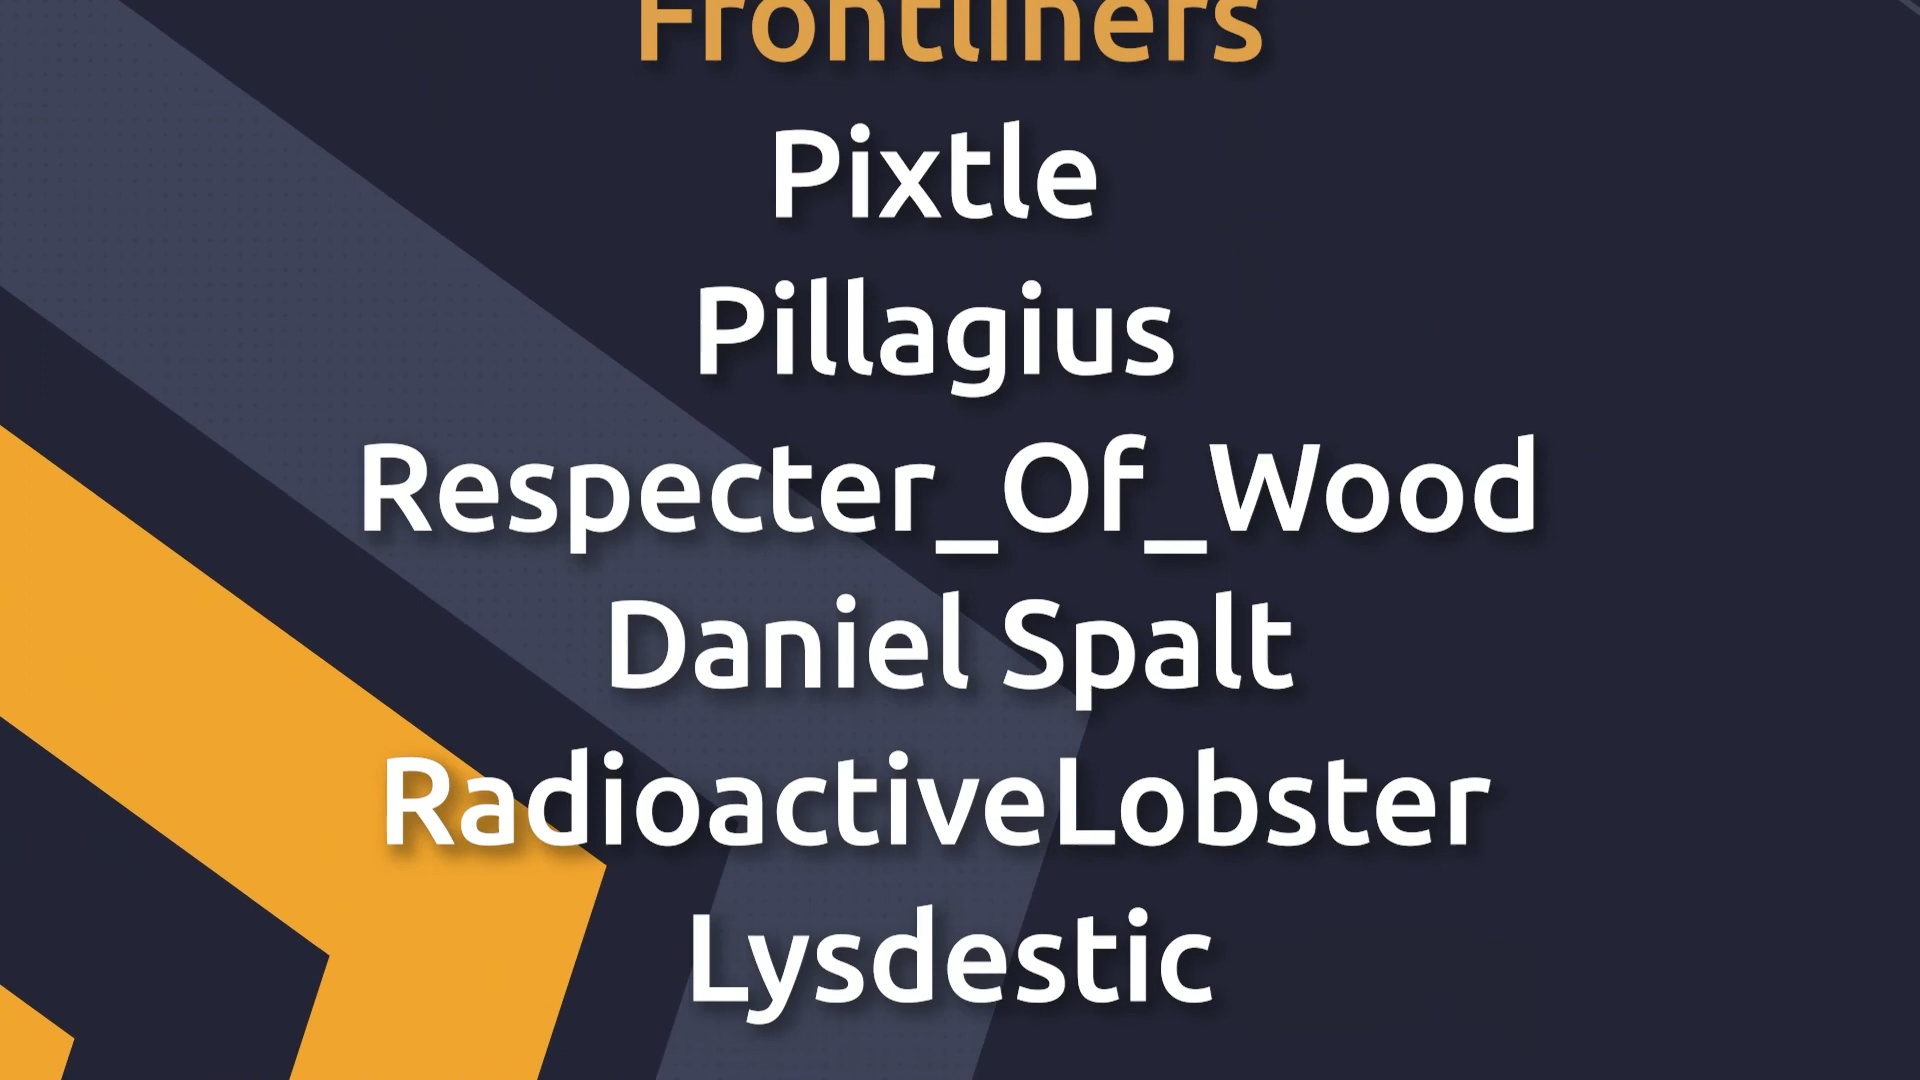 Frontliners
Pixtle
Pillagius
Respecter_Of_Wood
Daniel Spalt
RadioactiveLobster
Lysdestic